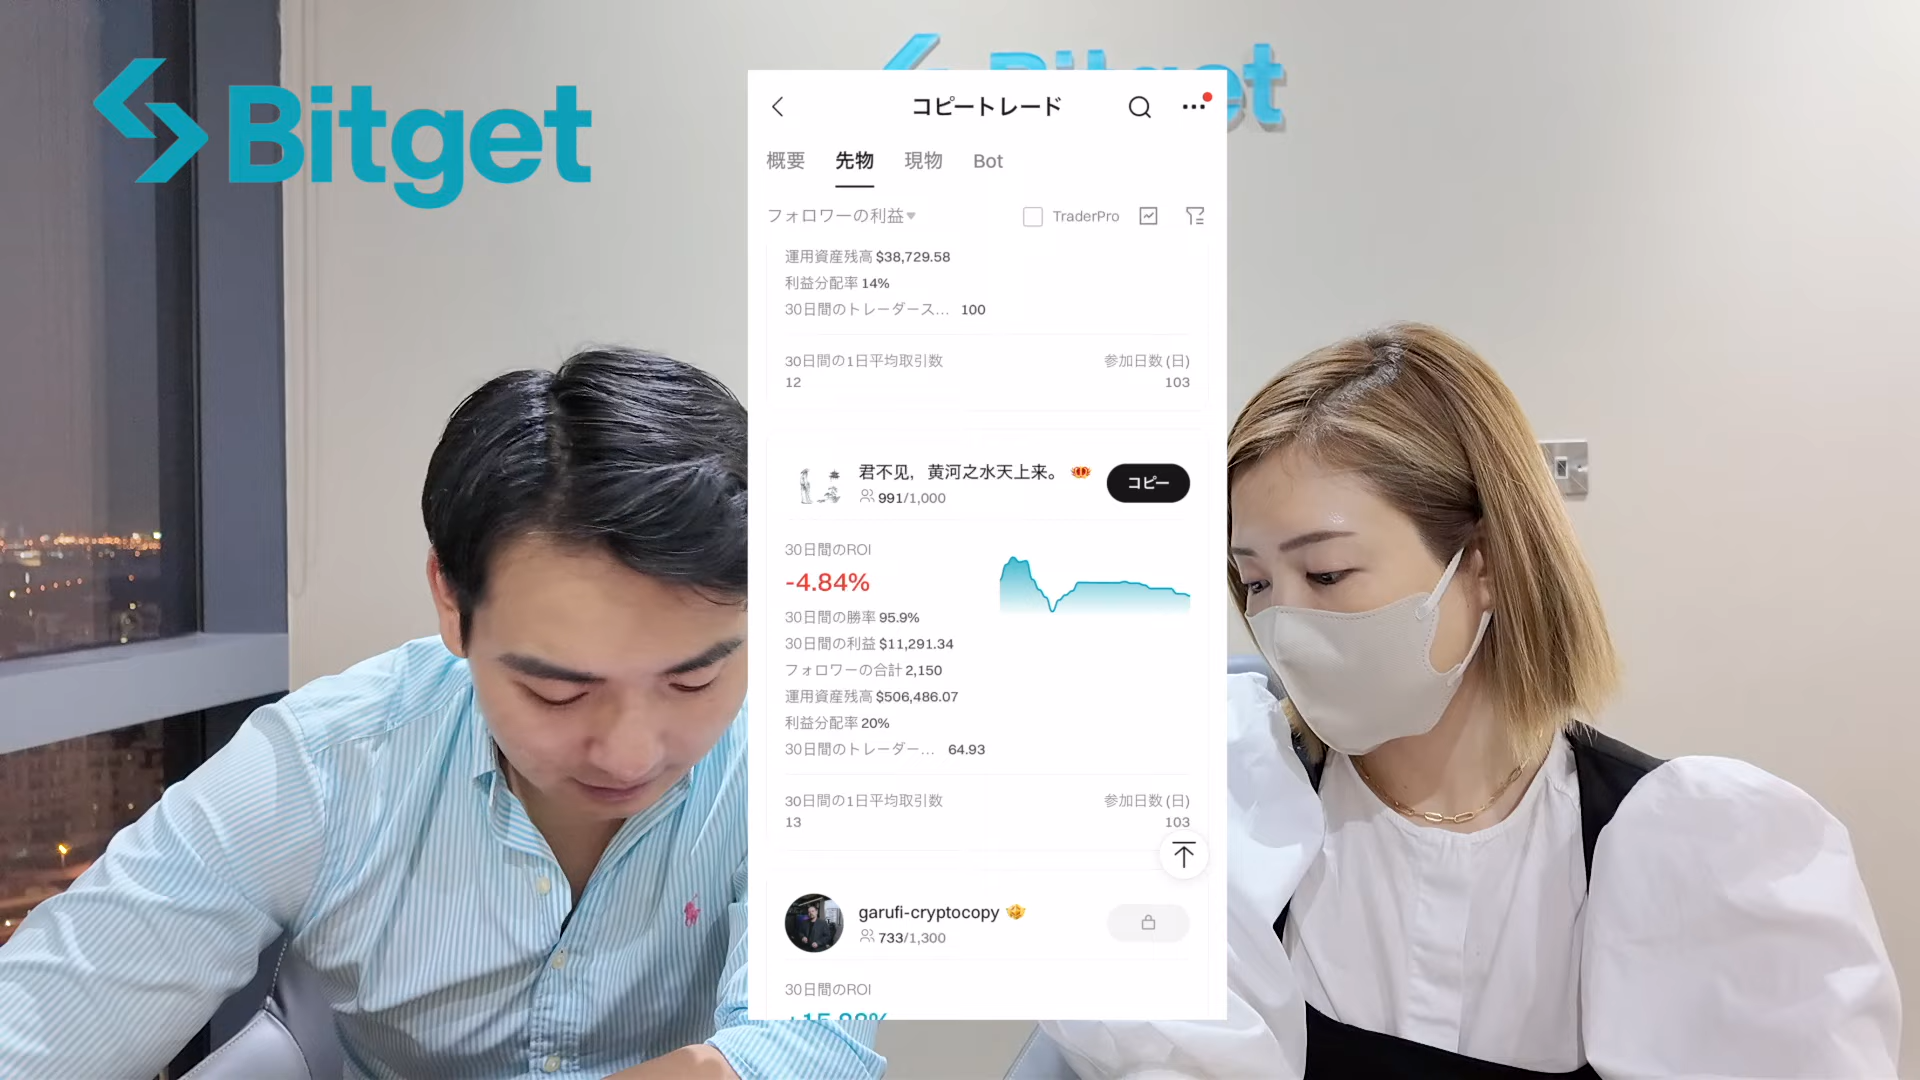 Bitget
コピートレード
概要 先物 現物 Bot
フォロワーの利益 TraderPro
運用資産残高 $38,729.58
利益分配率 14%
30日間のトレーダース... 100
30日間の1日平均取引数 参加日数 (日)
12 103
君不见，黄河之水天上来。 コピー
991/1,000
30日間のROI
-4.84%
30日間の勝率 95.9%
30日間の利益 $11,291.34
フォロワーの合計 2,150
運用資産残高 $506,486.07
利益分配率 20%
30日間のトレーダー... 64.93
30日間の1日平均取引数 参加日数 (日)
13 103
garufi-cryptocopy
733/1,300
30日間のROI